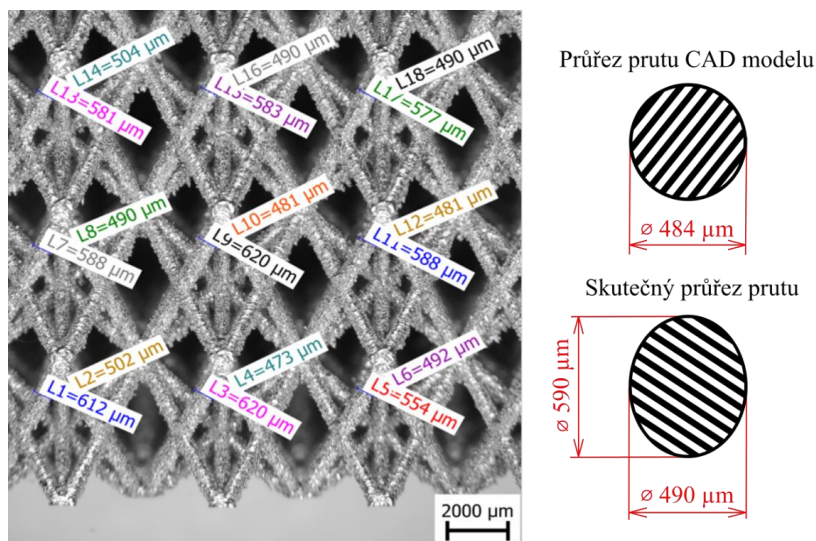 L14=504 µm
L13=581 µm
L16=490 µm
L15=583 µm
L18=490 µm
L17=577 µm
L8=490 µm
L7=588 µm
L10=481 µm
L9=620 µm
L12=481 µm
L11=588 µm
L2=502 µm
L1=612 µm
L4=473 µm
L3=620 µm
L6=492 µm
L5=554 µm
2000 µm
Průřez prutu CAD modelu
⌀ 484 µm
Skutečný průřez prutu
⌀ 590 µm
⌀ 490 µm